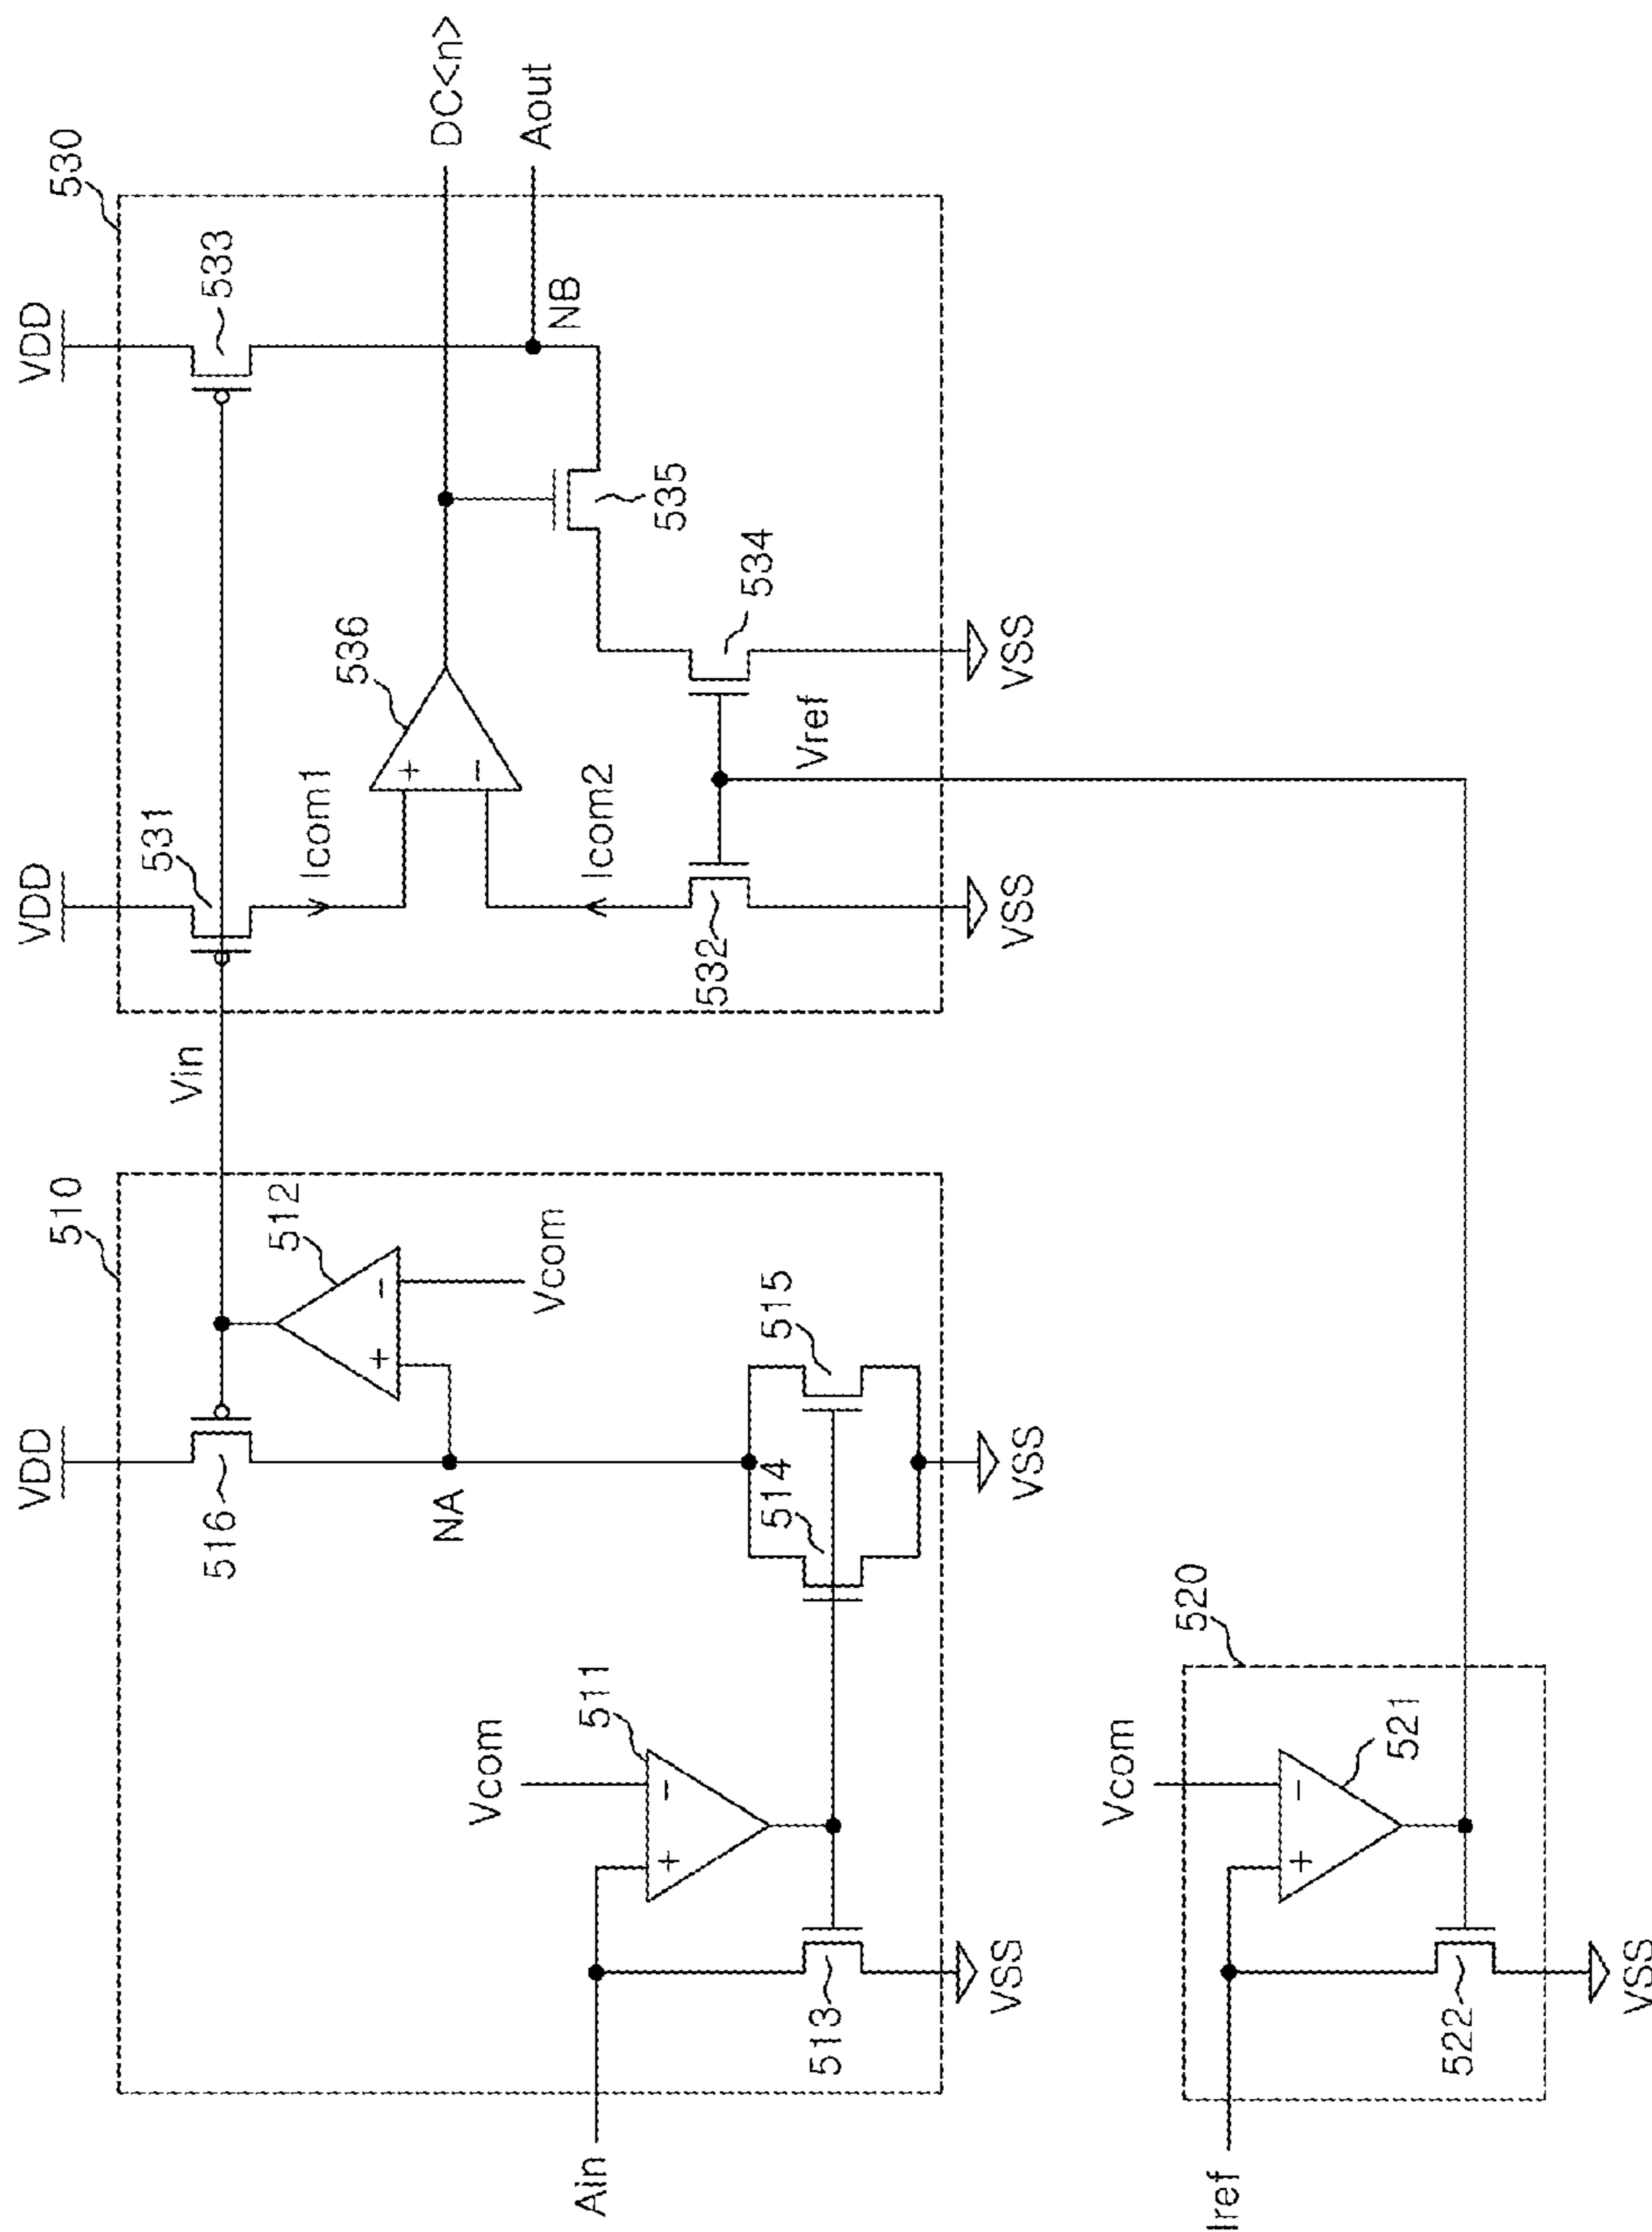 510
VDD
516
512
Vcom
NA
Vcom
511
514
515
Ain
513
VSS
VSS
Vin
530
VDD
VDD
531
533
Icom1
536
DC<n>
Aout
NB
Icom2
535
532
534
Vref
VSS
VSS
520
Vcom
521
Iref
522
VSS
+
-
+
-
+
-
+
-